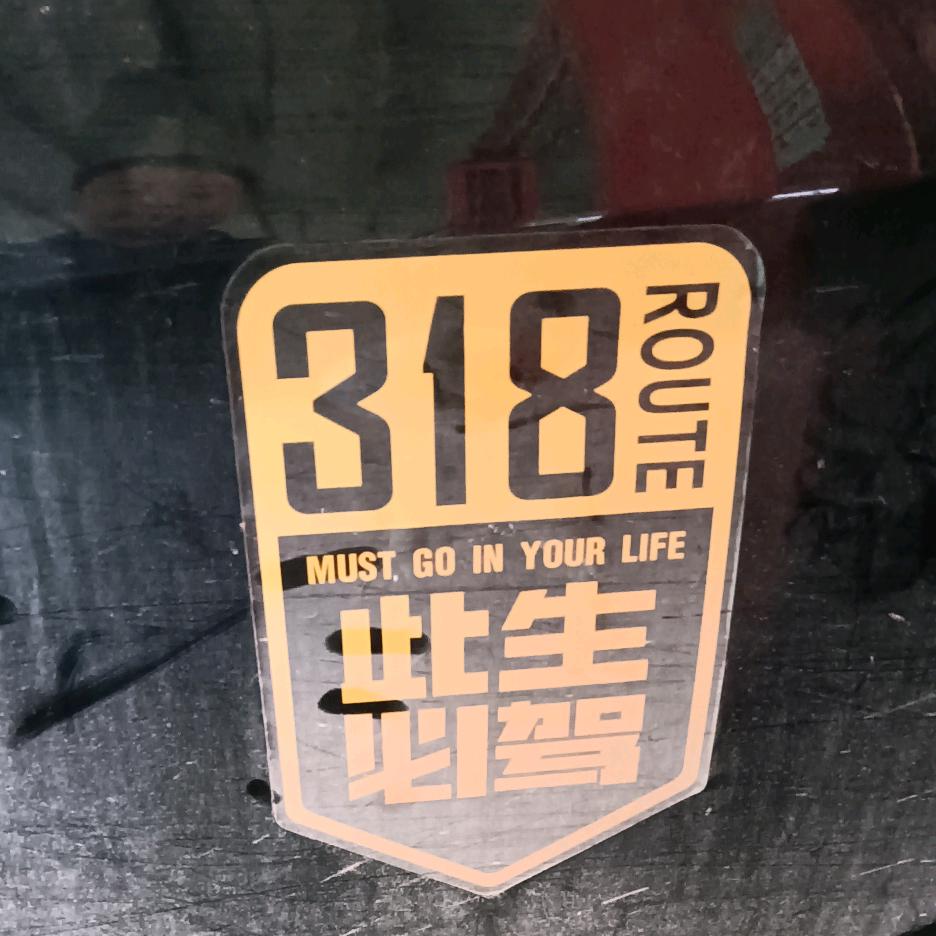 318 ROUTE
MUST GO IN YOUR LIFE
此生
必驾